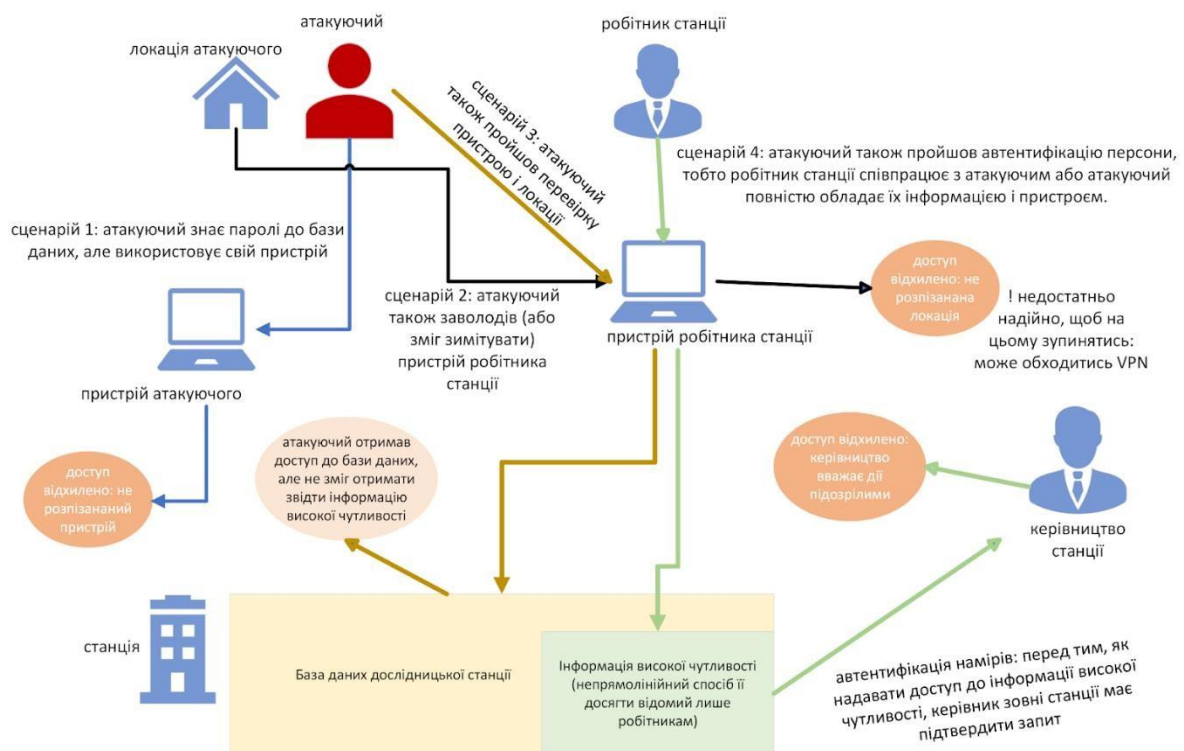 атакуючий
робітник станції
локація атакуючого
сценарій 3: атакуючий
також пройшов перевірку
пристрою і локації
сценарій 4: атакуючий також пройшов автентифікацію персони,
тобто робітник станції співпрацює з атакуючим або атакуючий
повністю обладає їх інформацією і пристроєм.
сценарій 1: атакуючий знає паролі до бази
даних, але використовує свій пристрій
сценарій 2: атакуючий
також заволодів (або
зміг зимітувати)
пристрій робітника
станції
пристрій робітника станції
доступ
відхилено: не
розпізанана
локація
! недостатньо
надійно, щоб на
цьому зупинятись:
може обходитись VPN
пристрій атакуючого
доступ
відхилено: не
розпізнаний
пристрій
атакуючий отримав
доступ до бази даних,
але не зміг отримати
звідти інформацію
високої чутливості
доступ відхилено:
керівництво
вважає дії
підозрілими
керівництво
станції
станція
База даних дослідницької станції
Інформація високої чутливості
(непрямолінійний спосіб її
досягти відомий лише
робітникам)
автентифікація намірів: перед тим, як
надавати доступ до інформації високої
чутливості, керівник зовні станції має
підтвердити запит